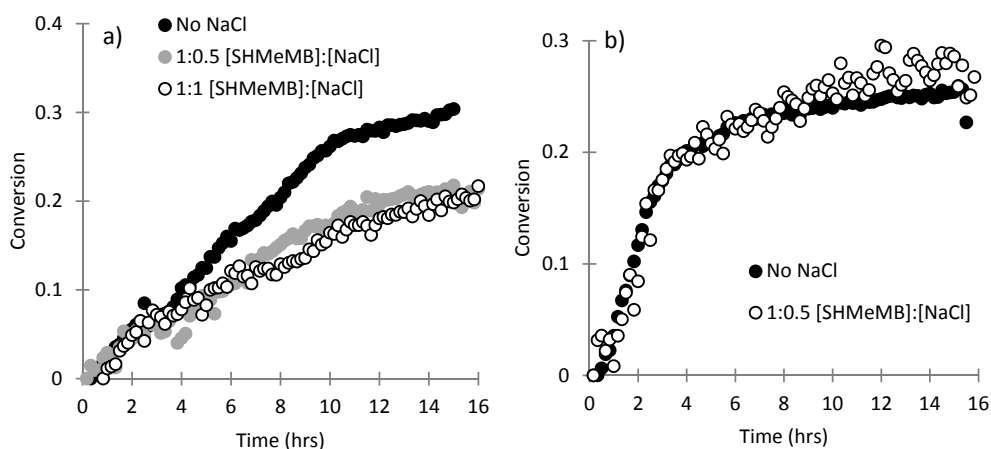 a)
No NaCl
1:0.5 [SHMeMB]:[NaCl]
1:1 [SHMeMB]:[NaCl]
0.4
0.3
0.2
0.1
0
Conversion
0 2 4 6 8 10 12 14 16
Time (hrs)
b)
0.3
0.2
0.1
0
Conversion
No NaCl
1:0.5 [SHMeMB]:[NaCl]
0 2 4 6 8 10 12 14 16
Time (hrs)